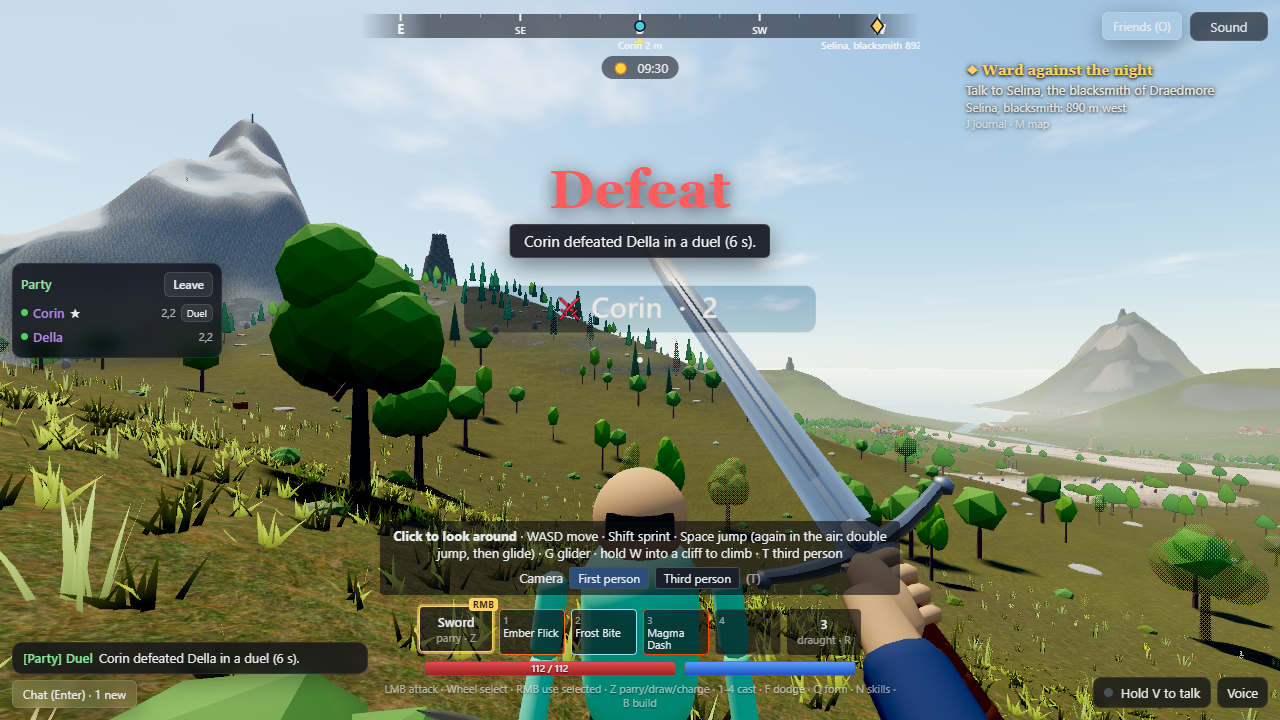 E
SE
SW
Corin 2 m
Selina, blacksmith 892
09:30
Friends (O)
Sound
Ward against the night
Talk to Selina, the blacksmith of Draedmore
Selina, blacksmith: 890 m west
J journal · M map
Defeat
Corin defeated Della in a duel (6 s).
Corin · 2
Party
Leave
Corin ★ 2,2 Duel
Della 2,2
Click to look around · WASD move · Shift sprint · Space jump (again in the air: double
jump, then glide) · G glider · hold W into a cliff to climb · T third person
Camera First person Third person (T)
RMB
Sword
parry · Z
1
Ember Flick
2
Frost Bite
3
Magma
Dash
4
3
draught · R
112 / 112
LMB attack · Wheel select · RMB use selected · Z parry/draw/charge · 1-4 cast · F dodge · Q form · N skills ·
B build
[Party] Duel Corin defeated Della in a duel (6 s).
Chat (Enter) · 1 new
Hold V to talk
Voice